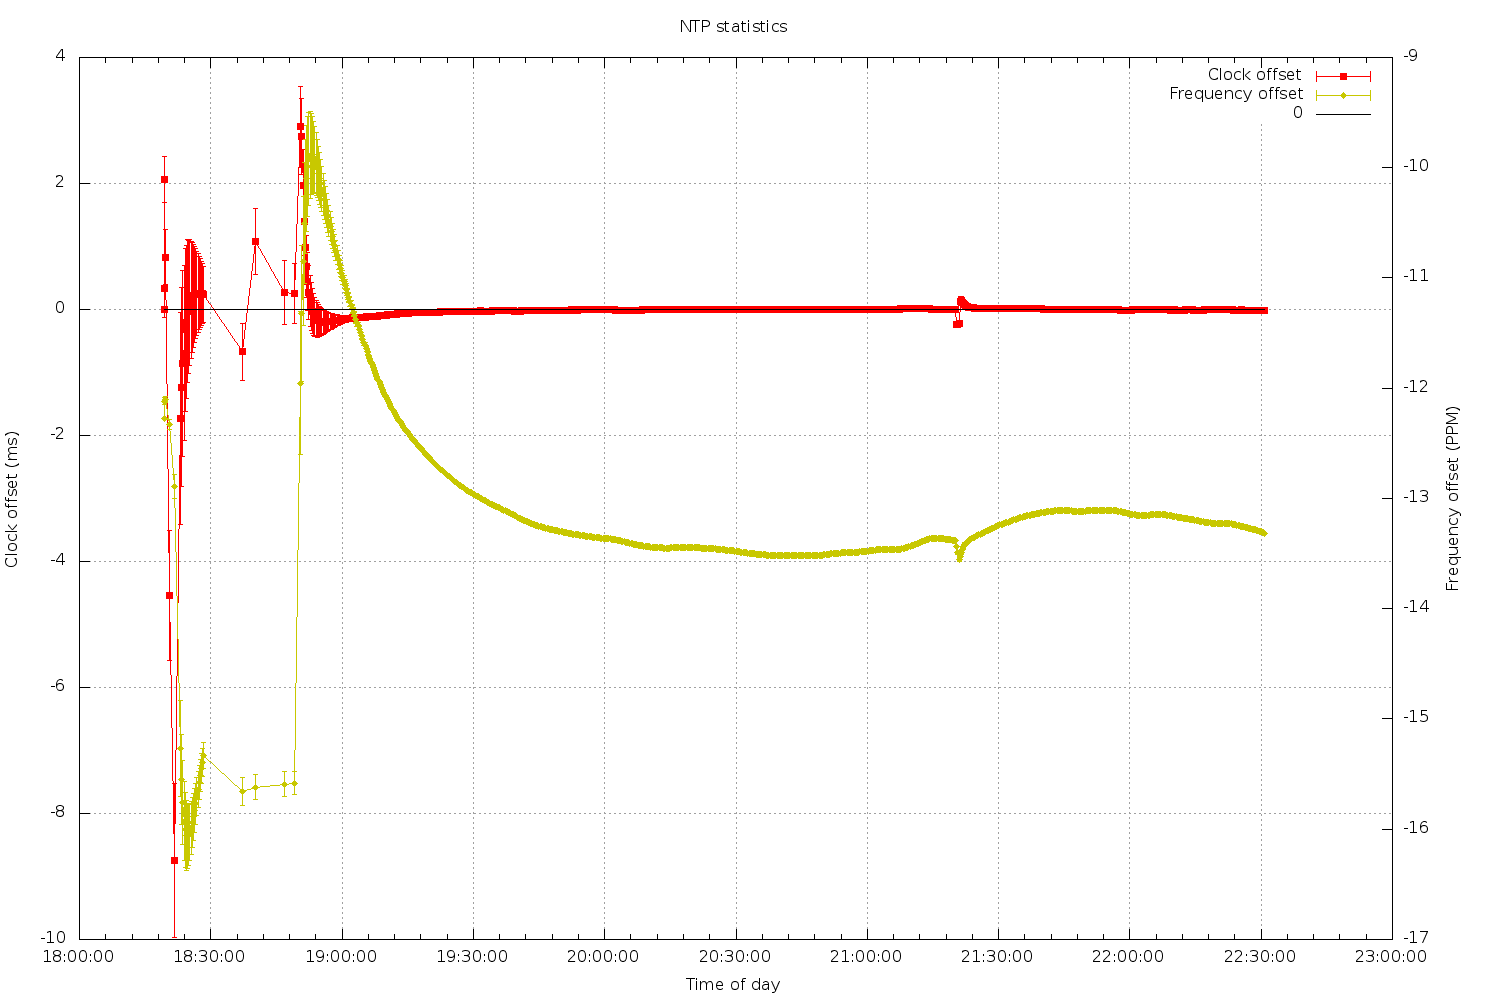 NTP statistics
Clock offset
Frequency offset
0
4
2
0
-2
-4
-6
-8
-10
Clock offset (ms)
-9
-10
-11
-12
-13
-14
-15
-16
-17
Frequency offset (PPM)
18:00:00 18:30:00 19:00:00 19:30:00 20:00:00 20:30:00 21:00:00 21:30:00 22:00:00 22:30:00 23:00:00
Time of day